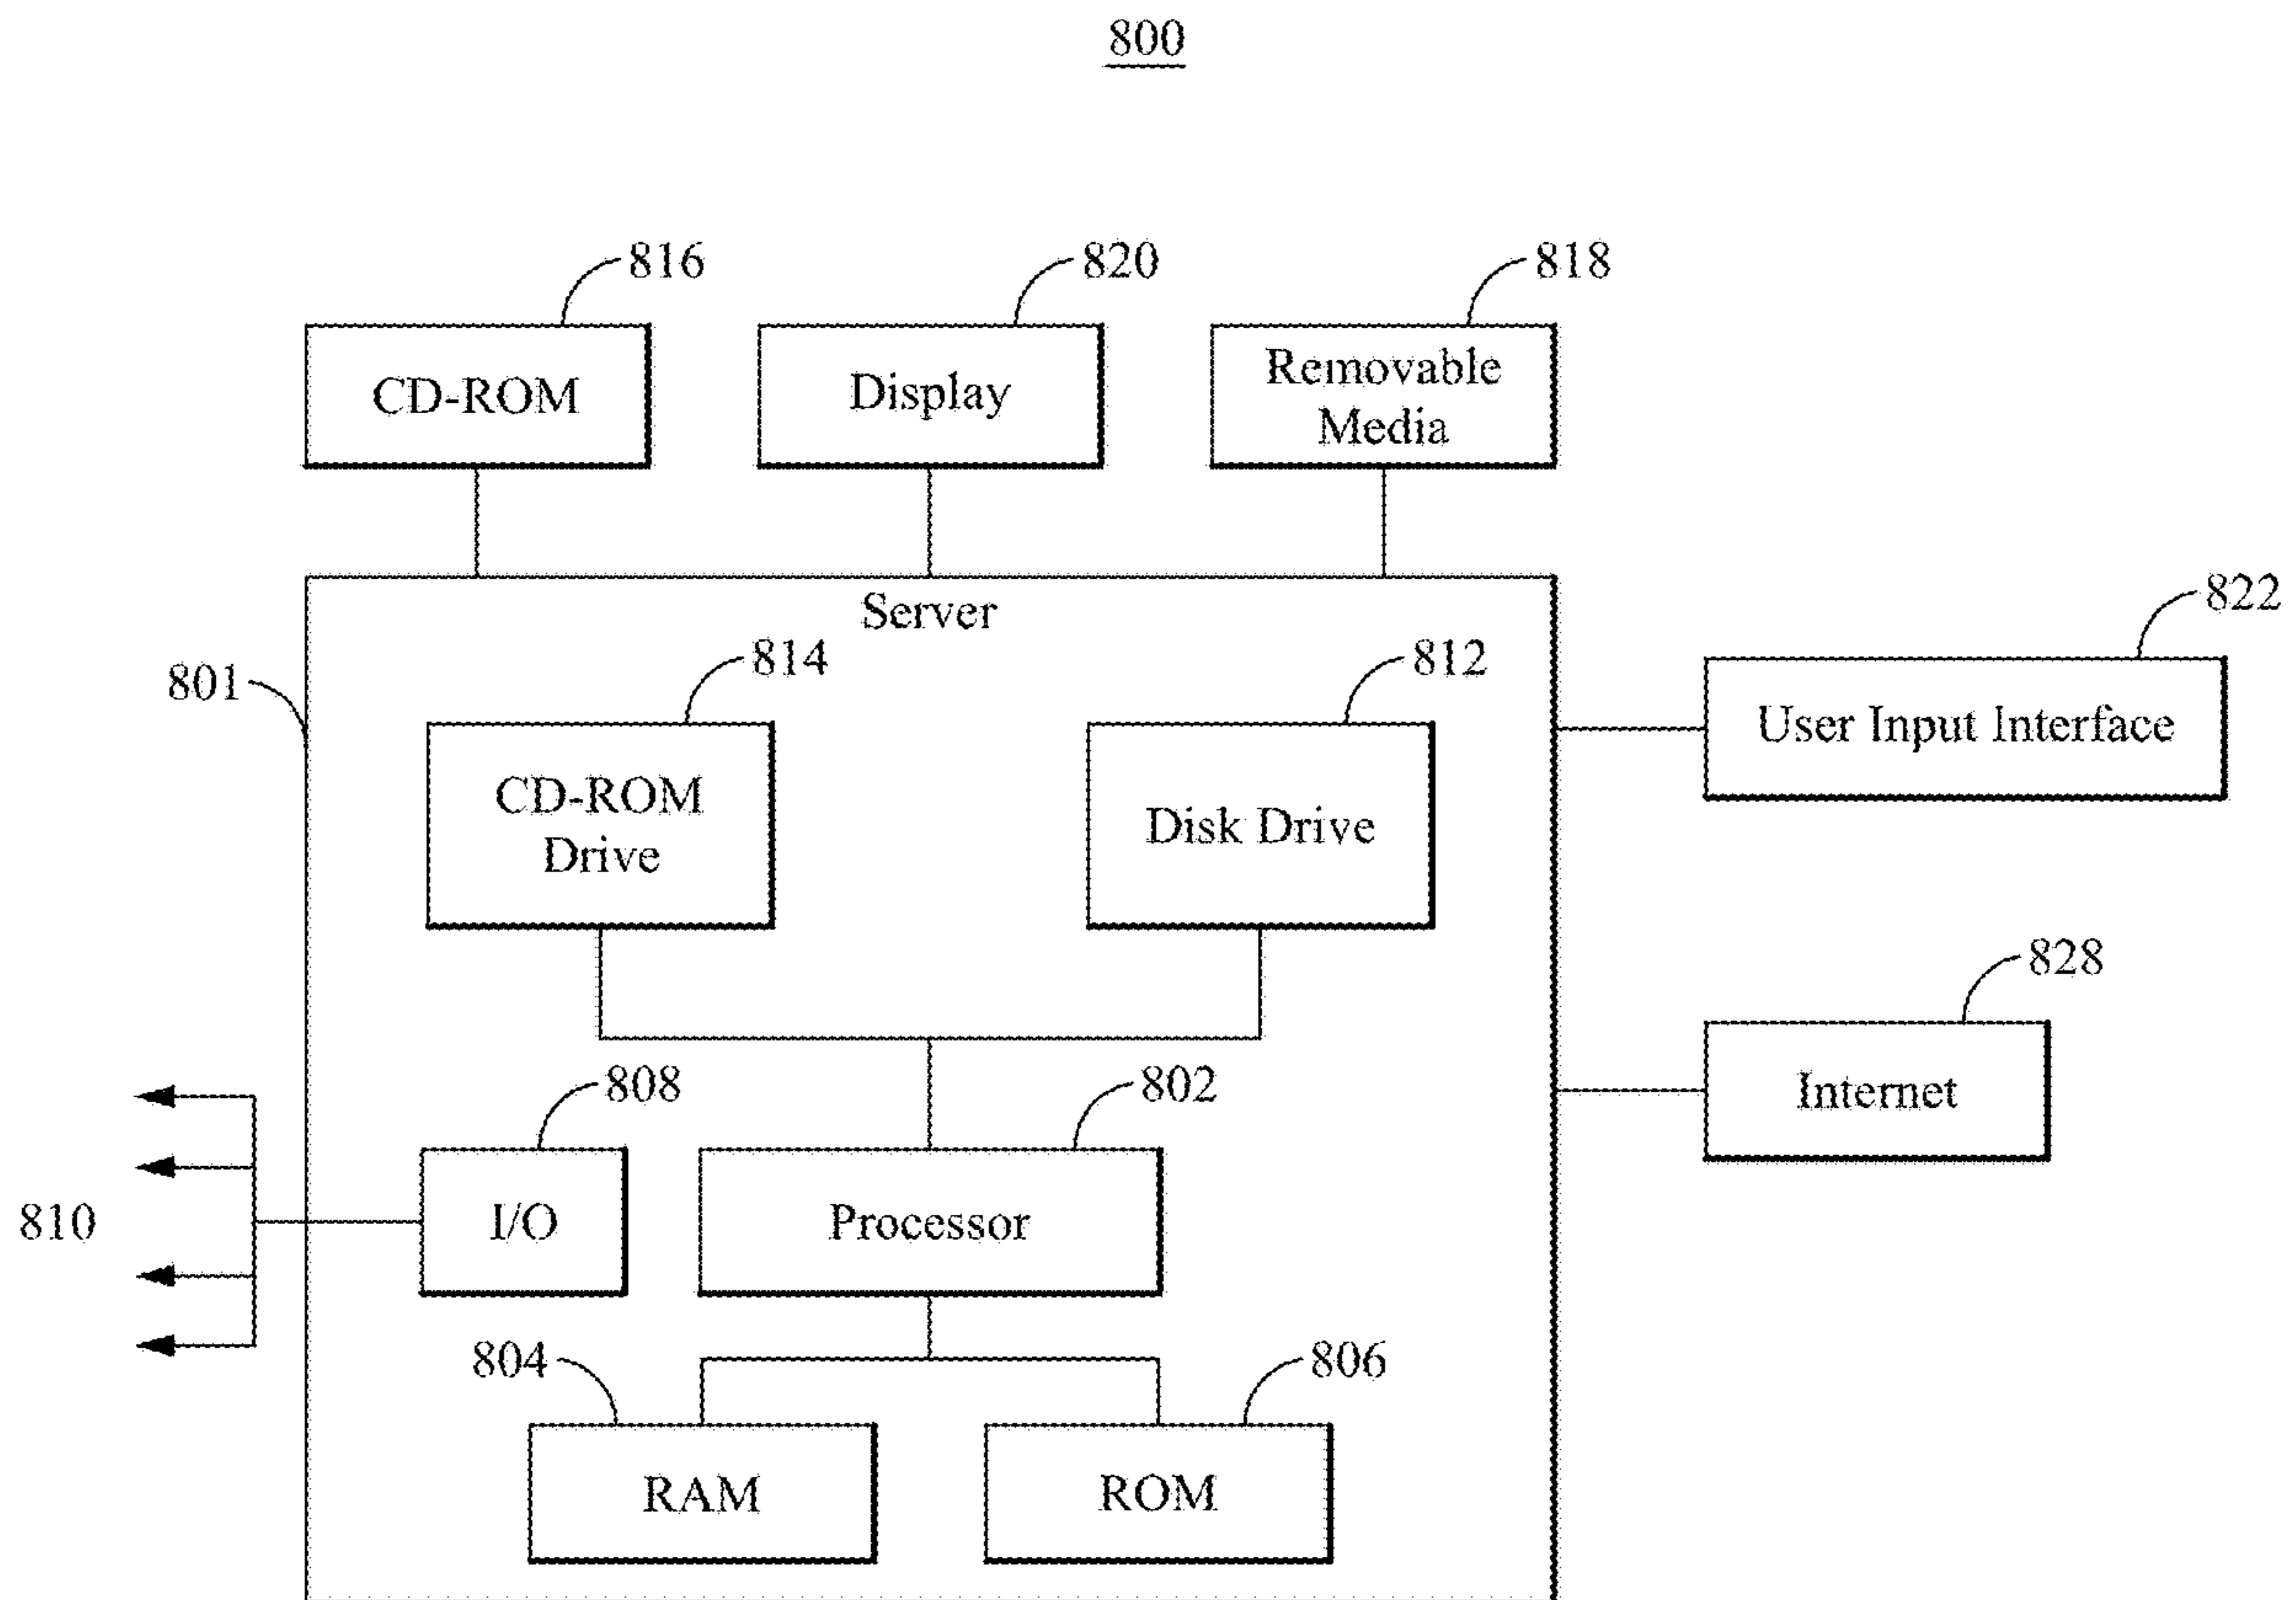 800
816
820
818
CD-ROM
Display
Removable
Media
Server
822
801
814
812
User Input Interface
CD-ROM
Drive
Disk Drive
828
Internet
808
802
810
I/O
Processor
804
806
RAM
ROM